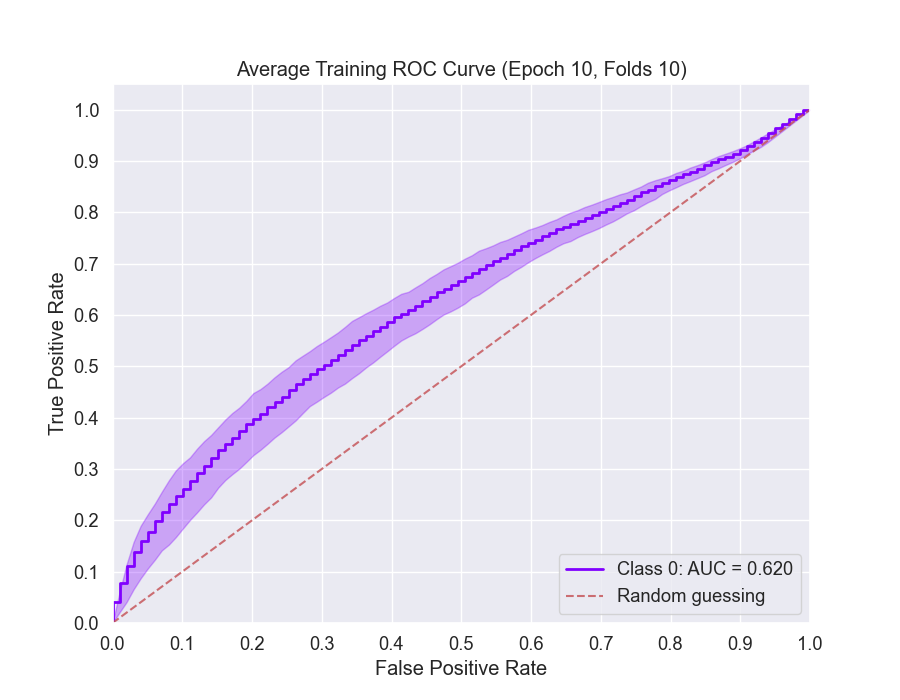 Average Training ROC Curve (Epoch 10, Folds 10)
True Positive Rate
1.0
0.9
0.8
0.7
0.6
0.5
0.4
0.3
0.2
0.1
0.0
Class 0: AUC = 0.620
Random guessing
0.0 0.1 0.2 0.3 0.4 0.5 0.6 0.7 0.8 0.9 1.0
False Positive Rate